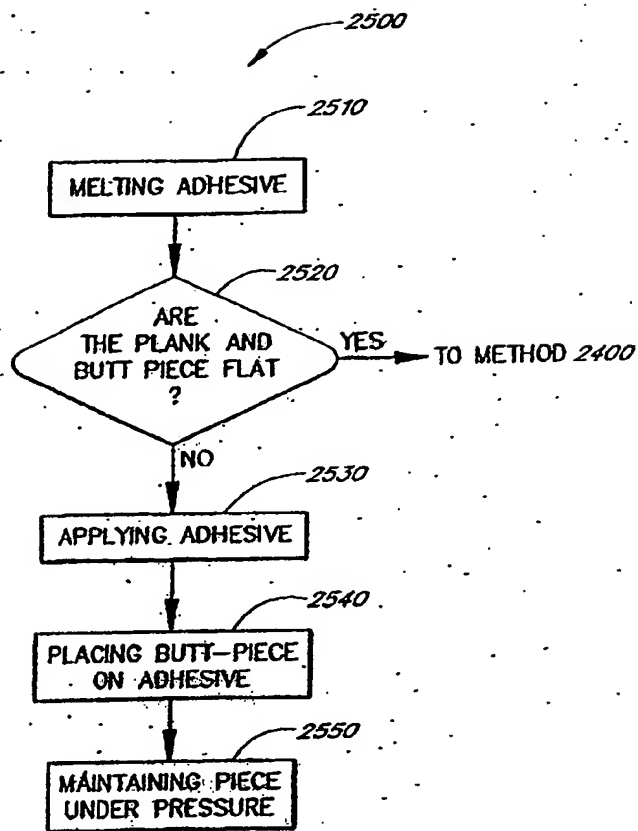 2500
2510
MELTING ADHESIVE
2520
ARE
THE PLANK AND
BUTT PIECE FLAT
?
YES
TO METHOD 2400
NO
2530
APPLYING ADHESIVE
2540
PLACING BUTT-PIECE
ON ADHESIVE
2550
MAINTAINING PIECE
UNDER PRESSURE